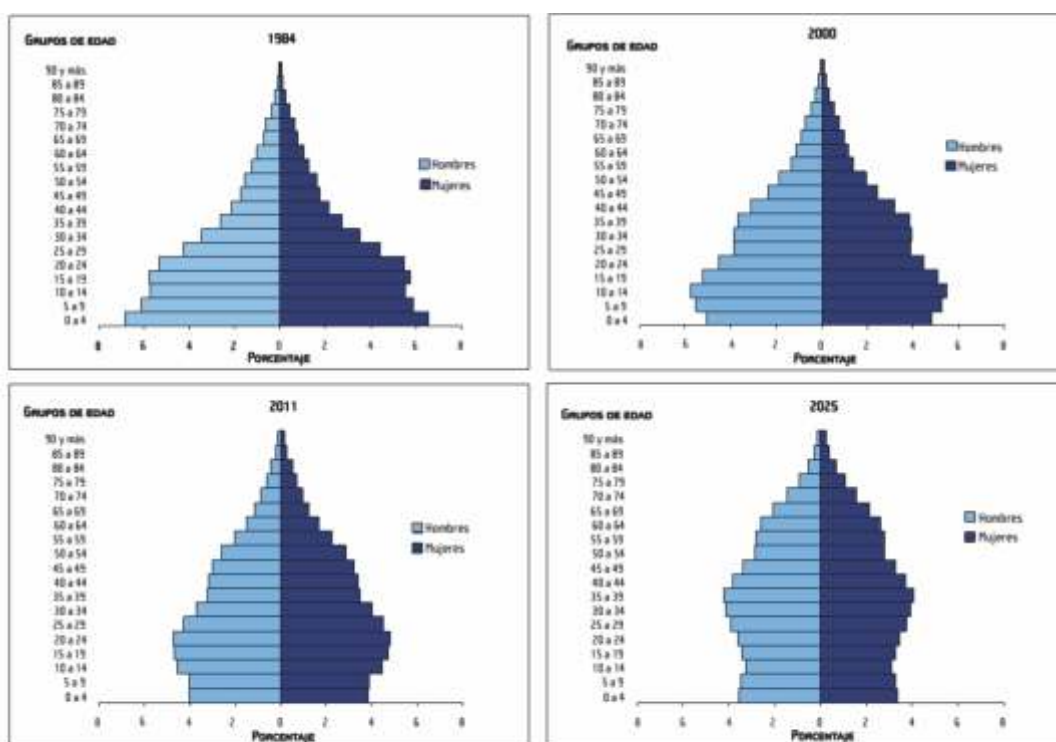 1984
GRUPOS DE EDAD
90 y más
85 a 89
80 a 84
75 a 79
70 a 74
65 a 69
60 a 64
55 a 59
50 a 54
45 a 49
40 a 44
35 a 39
30 a 34
25 a 29
20 a 24
15 a 19
10 a 14
5 a 9
0 a 4
Hombres
Mujeres
8 6 4 2 0 2 4 6 8
PORCENTAJE
2000
GRUPOS DE EDAD
90 y más
85 a 89
80 a 84
75 a 79
70 a 74
65 a 69
60 a 64
55 a 59
50 a 54
45 a 49
40 a 44
35 a 39
30 a 34
25 a 29
20 a 24
15 a 19
10 a 14
5 a 9
0 a 4
Hombres
Mujeres
8 6 4 2 0 2 4 6 8
PORCENTAJE
2011
GRUPOS DE EDAD
90 y más
85 a 89
80 a 84
75 a 79
70 a 74
65 a 69
60 a 64
55 a 59
50 a 54
45 a 49
40 a 44
35 a 39
30 a 34
25 a 29
20 a 24
15 a 19
10 a 14
5 a 9
0 a 4
Hombres
Mujeres
8 6 4 2 0 2 4 6 8
PORCENTAJE
2025
GRUPOS DE EDAD
90 y más
85 a 89
80 a 84
75 a 79
70 a 74
65 a 69
60 a 64
55 a 59
50 a 54
45 a 49
40 a 44
35 a 39
30 a 34
25 a 29
20 a 24
15 a 19
10 a 14
5 a 9
0 a 4
Hombres
Mujeres
8 6 4 2 0 2 4 6 8
PORCENTAJE